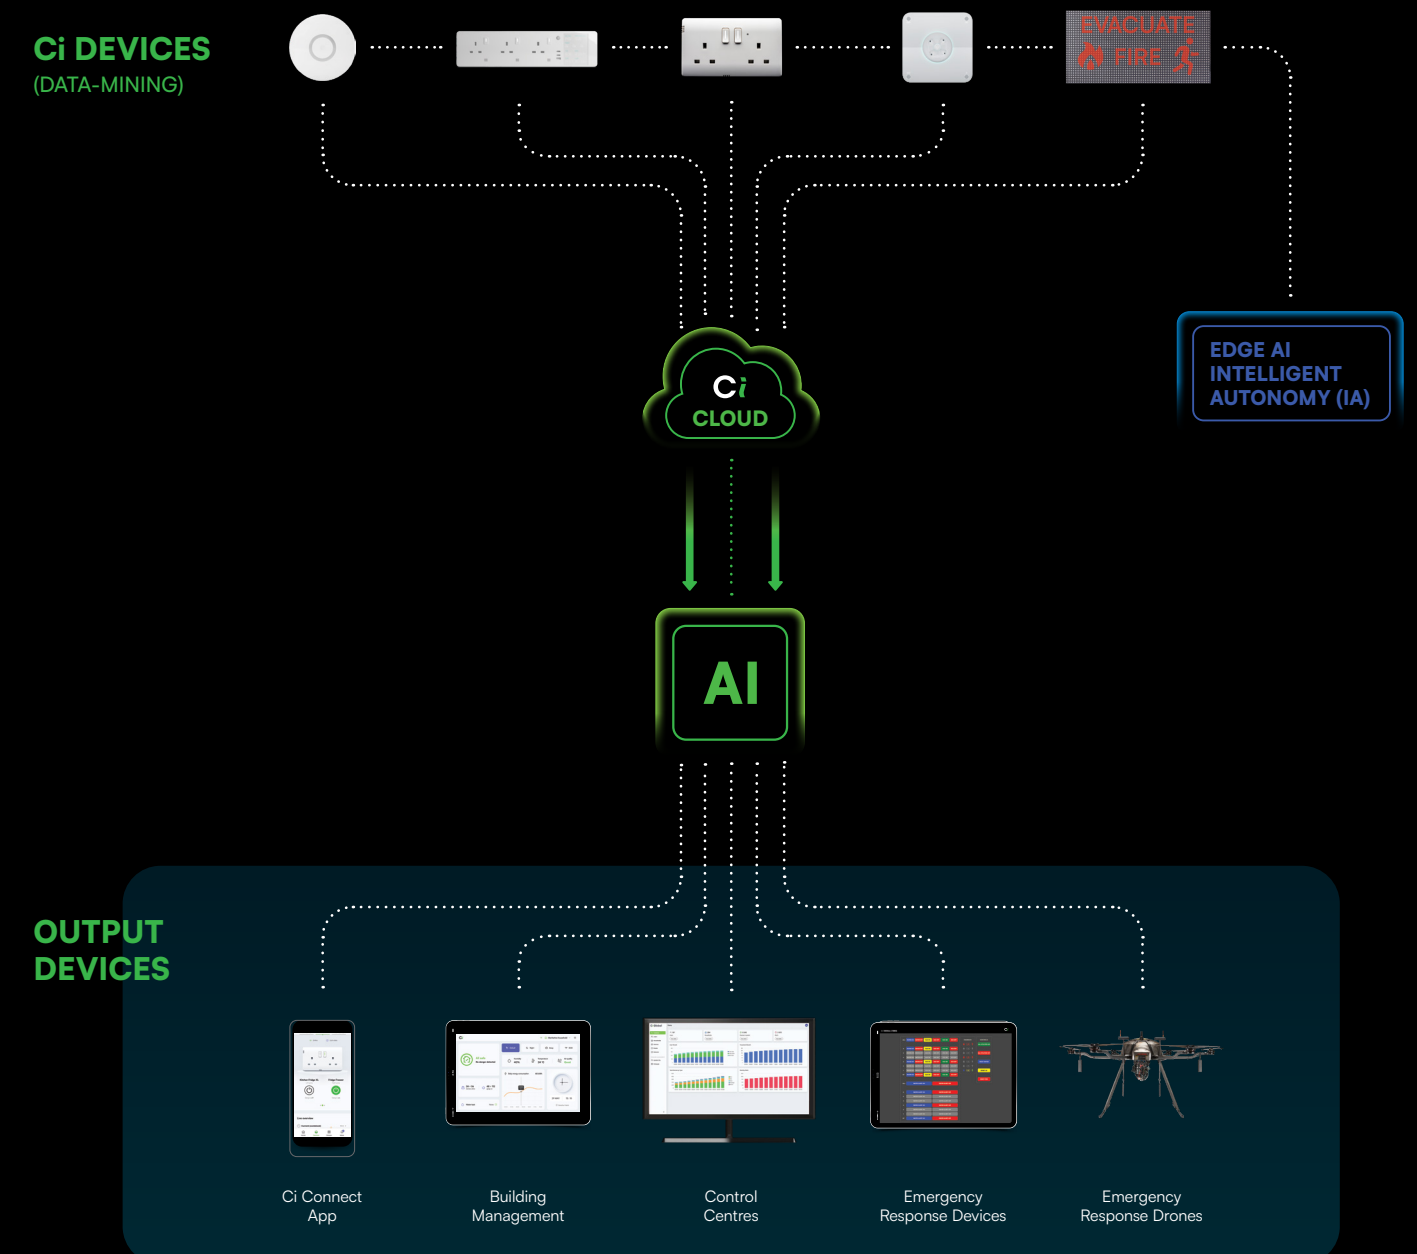 Ci DEVICES
(DATA-MINING)
EVACUATE
FIRE
EDGE AI
INTELLIGENT
AUTONOMY (IA)
Ci
CLOUD
AI
OUTPUT
DEVICES
Ci Connect
App
Building
Management
Control
Centres
Emergency
Response Devices
Emergency
Response Drones